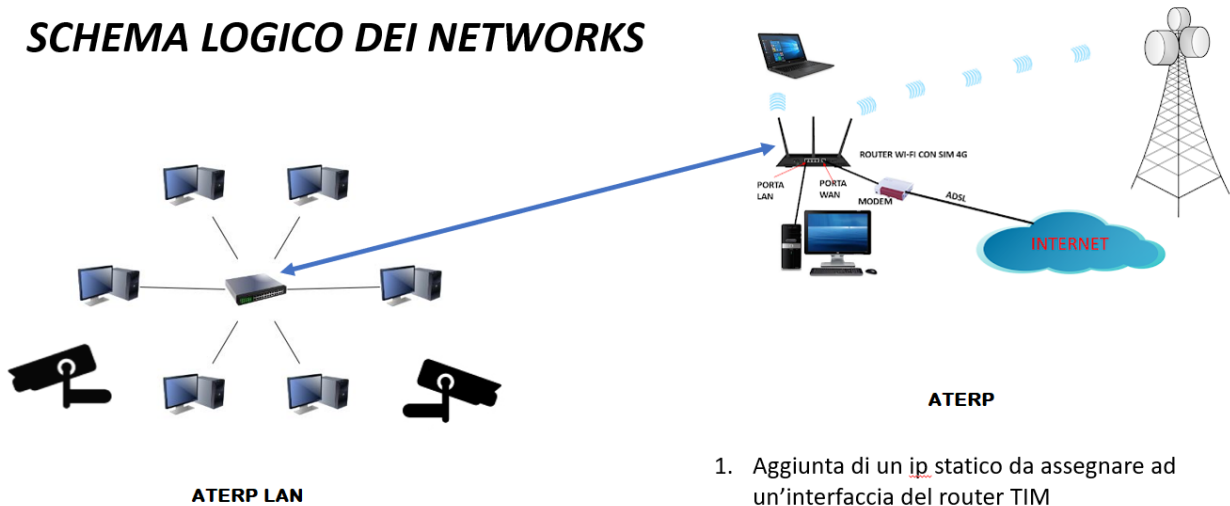 SCHEMA LOGICO DEI NETWORKS
ROUTER WI-FI CON SIM 4G
PORTA
LAN
PORTA
WAN
MODEM
ADSL
INTERNET
ATERP
ATERP LAN
1. Aggiunta di un ip statico da assegnare ad
un’interfaccia del router TIM